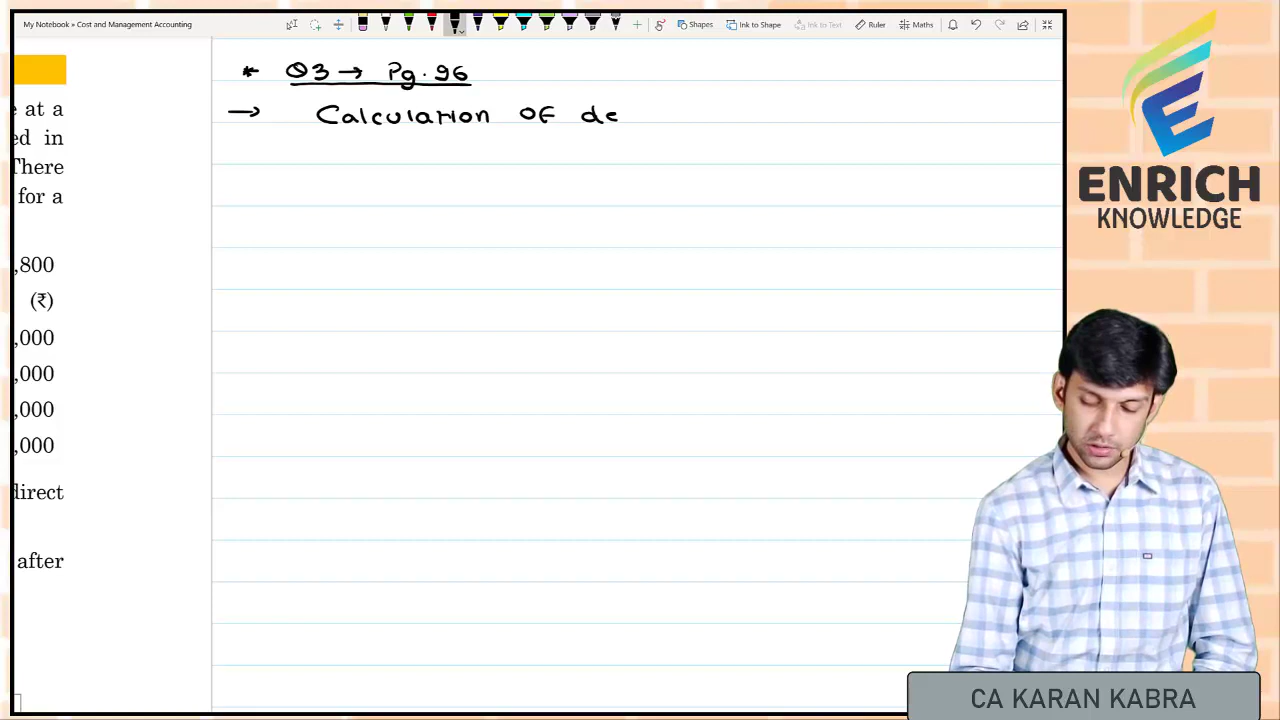 My Notebook » Cost and Management Accounting
Shapes
Ink to Shape
Ink to Text
Ruler
Maths
* Q3 → Pg. 96
→ Calculation OF de
e at a
ed in
There
for a
,800
(₹)
,000
,000
,000
,000
direct
after
ENRICH
KNOWLEDGE
CA KARAN KABRA